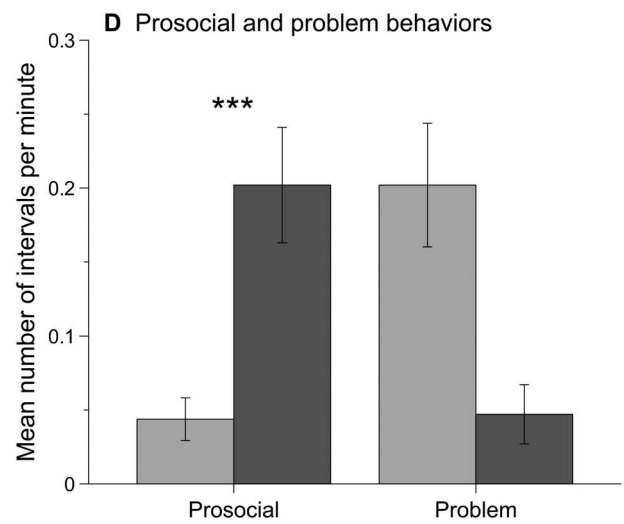 D Prosocial and problem behaviors
Mean number of intervals per minute
0.3
0.2
0.1
0
***
Prosocial
Problem